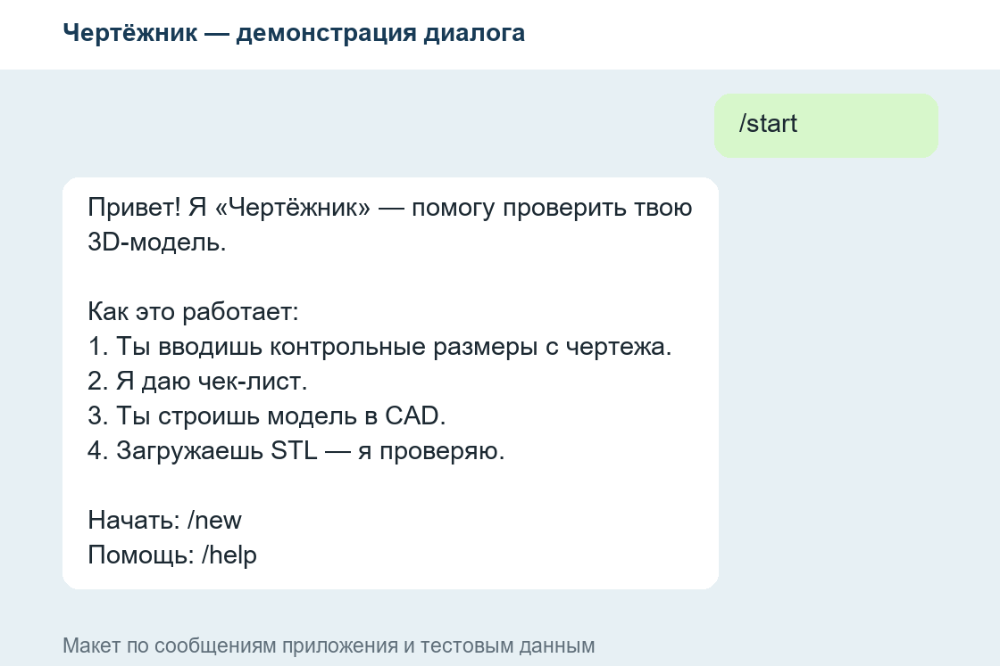 Чертёжник — демонстрация диалога
/start
Привет! Я «Чертёжник» — помогу проверить твою
3D-модель.
Как это работает:
1. Ты вводишь контрольные размеры с чертежа.
2. Я даю чек-лист.
3. Ты строишь модель в CAD.
4. Загружаешь STL — я проверяю.
Начать: /new
Помощь: /help
Макет по сообщениям приложения и тестовым данным